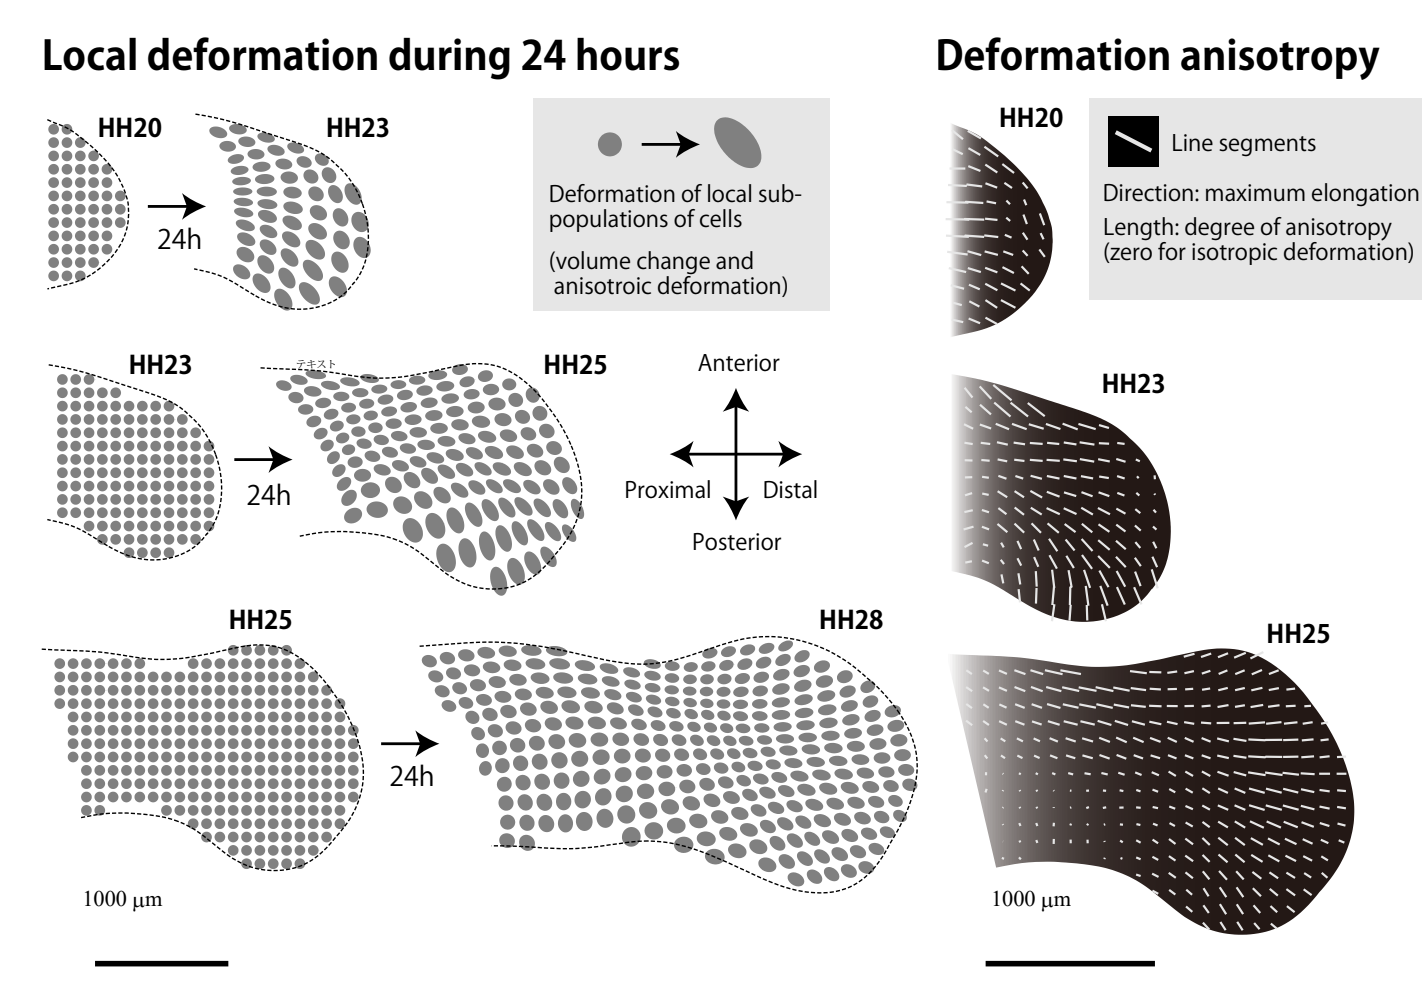 Local deformation during 24 hours
Deformation anisotropy
HH20
HH23
24h
Deformation of local sub-
populations of cells
(volume change and
anisotroic deformation)
HH20
Line segments
Direction: maximum elongation
Length: degree of anisotropy
(zero for isotropic deformation)
HH23
テキスト
HH25
24h
Anterior
Proximal
Distal
Posterior
HH23
HH25
HH28
24h
1000 μm
HH25
1000 μm